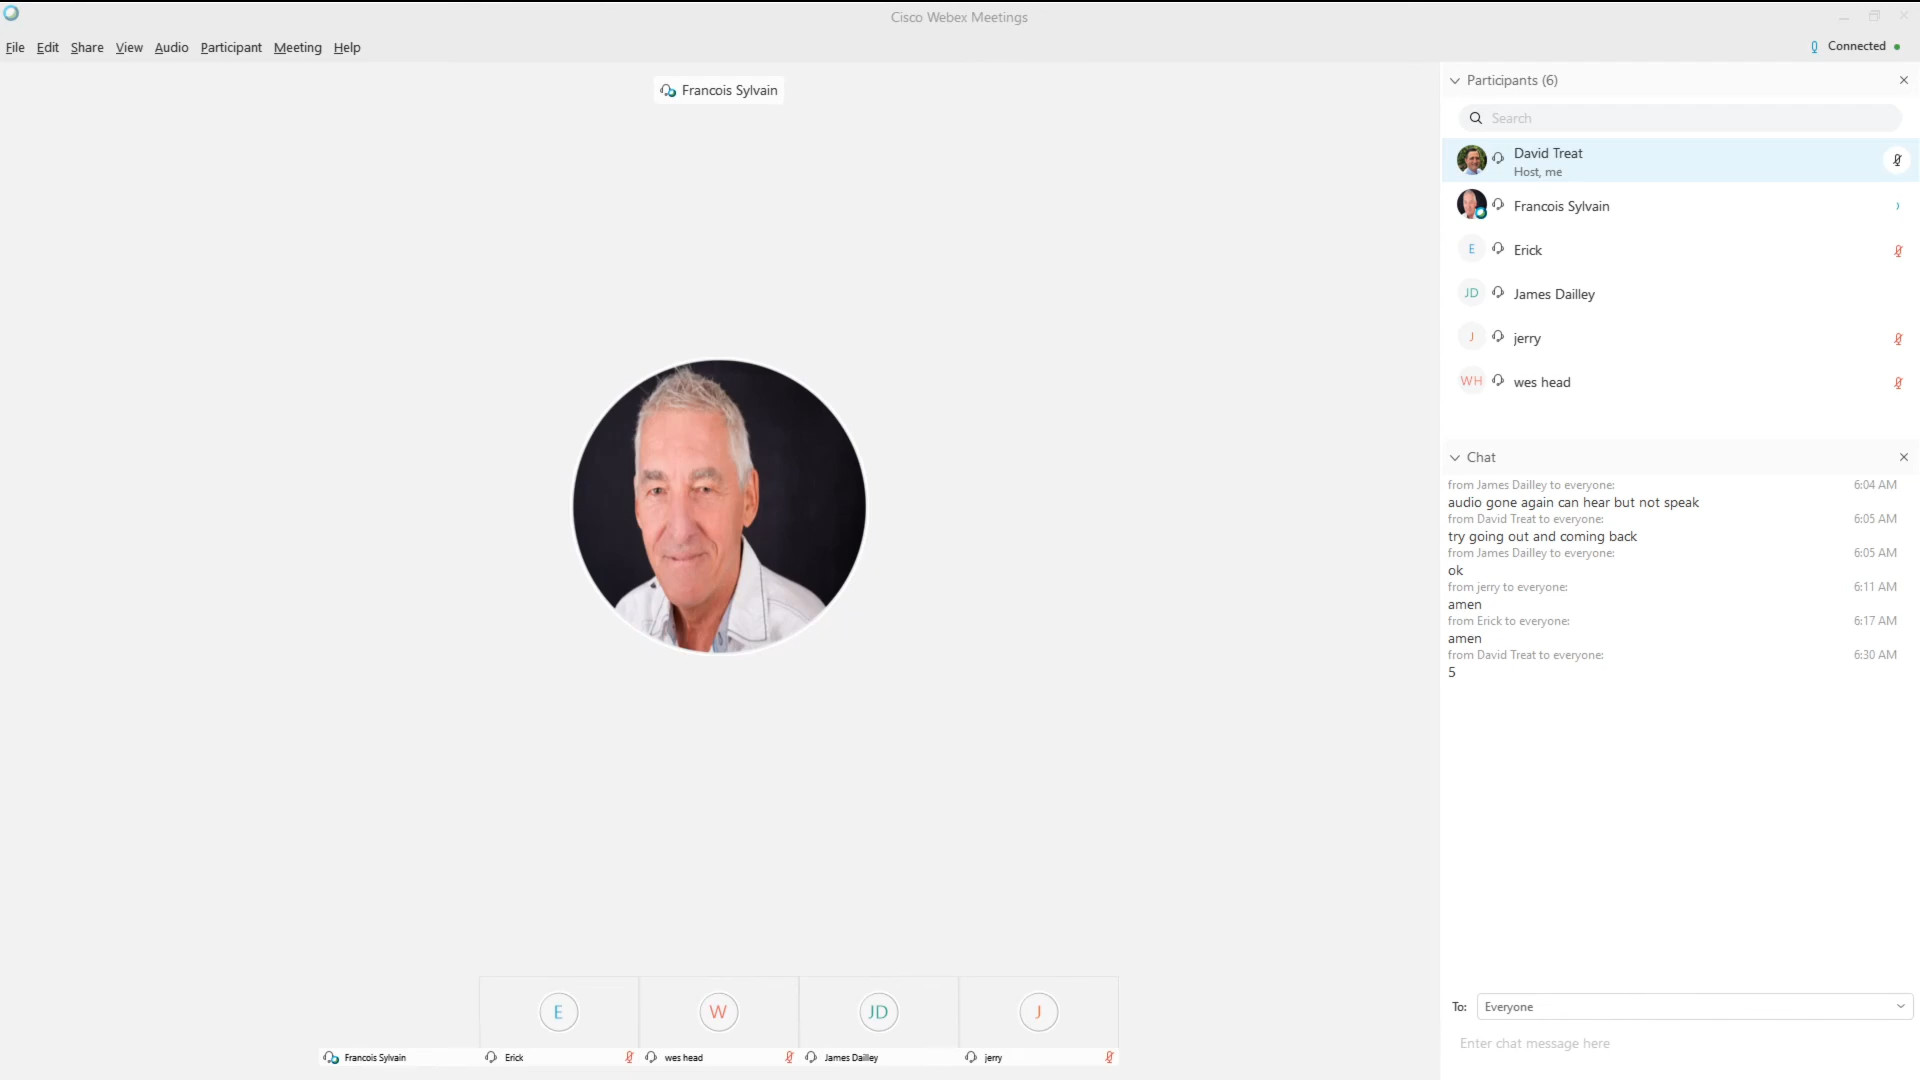 Cisco Webex Meetings
File Edit Share View Audio Participant Meeting Help
Connected
Francois Sylvain
Participants (6)
Search
David Treat
Host, me
Francois Sylvain
E Erick
JD James Dailley
J jerry
WH wes head
Chat
from James Dailley to everyone: 6:04 AM
audio gone again can hear but not speak
from David Treat to everyone: 6:05 AM
try going out and coming back
from James Dailley to everyone: 6:05 AM
ok
from jerry to everyone: 6:11 AM
amen
from Erick to everyone: 6:17 AM
amen
from David Treat to everyone: 6:30 AM
5
To: Everyone
Enter chat message here
E W JD J
Francois Sylvain Erick wes head James Dailley jerry